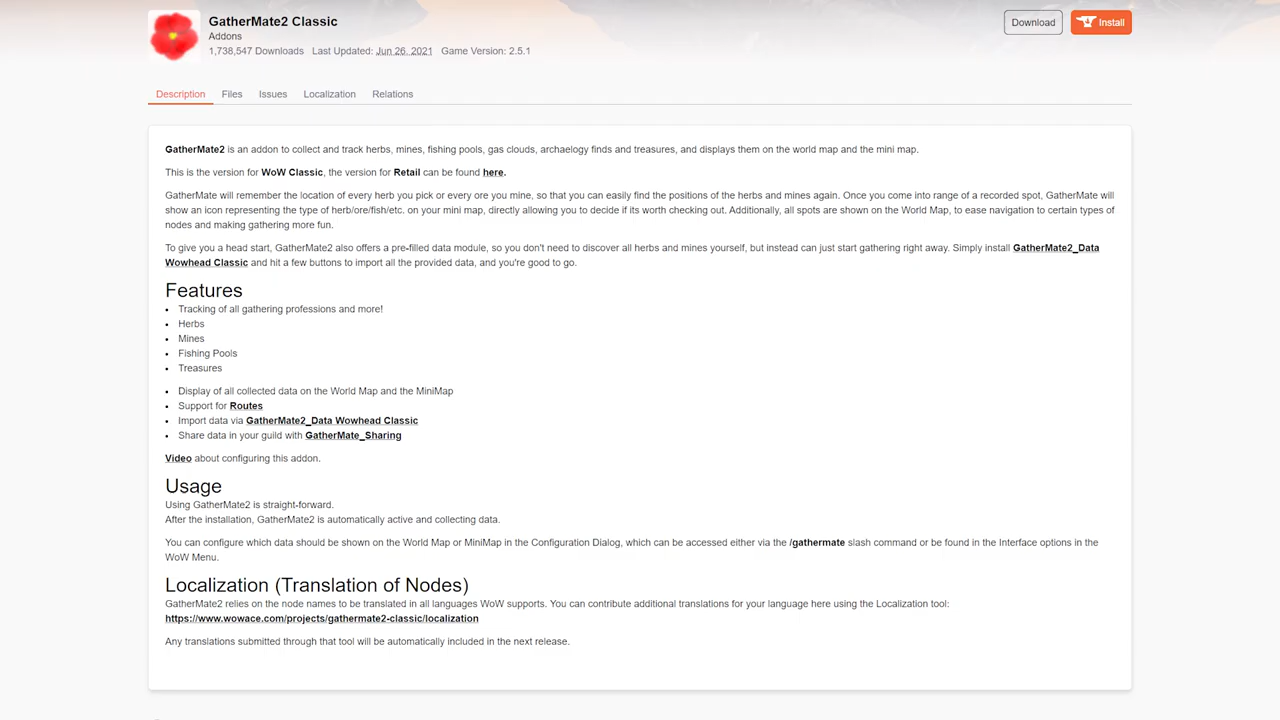 GatherMate2 Classic
Addons
1,738,547 Downloads Last Updated: Jun 26, 2021 Game Version: 2.5.1
Download
Install
Description Files Issues Localization Relations
GatherMate2 is an addon to collect and track herbs, mines, fishing pools, gas clouds, archaelogy finds and treasures, and displays them on the world map and the mini map.
This is the version for WoW Classic, the version for Retail can be found here.
GatherMate will remember the location of every herb you pick or every ore you mine, so that you can easily find the positions of the herbs and mines again. Once you come into range of a recorded spot, GatherMate will
show an icon representing the type of herb/ore/fish/etc. on your mini map, directly allowing you to decide if its worth checking out. Additionally, all spots are shown on the World Map, to ease navigation to certain types of
nodes and making gathering more fun.
To give you a head start, GatherMate2 also offers a pre-filled data module, so you don't need to discover all herbs and mines yourself, but instead can just start gathering right away. Simply install GatherMate2_Data
Wowhead Classic and hit a few buttons to import all the provided data, and you're good to go.
Features
• Tracking of all gathering professions and more!
• Herbs
• Mines
• Fishing Pools
• Treasures
• Display of all collected data on the World Map and the MiniMap
• Support for Routes
• Import data via GatherMate2_Data Wowhead Classic
• Share data in your guild with GatherMate_Sharing
Video about configuring this addon.
Usage
Using GatherMate2 is straight-forward.
After the installation, GatherMate2 is automatically active and collecting data.
You can configure which data should be shown on the World Map or MiniMap in the Configuration Dialog, which can be accessed either via the /gathermate slash command or be found in the Interface options in the
WoW Menu.
Localization (Translation of Nodes)
GatherMate2 relies on the node names to be translated in all languages WoW supports. You can contribute additional translations for your language here using the Localization tool:
https://www.wowace.com/projects/gathermate2-classic/localization
Any translations submitted through that tool will be automatically included in the next release.